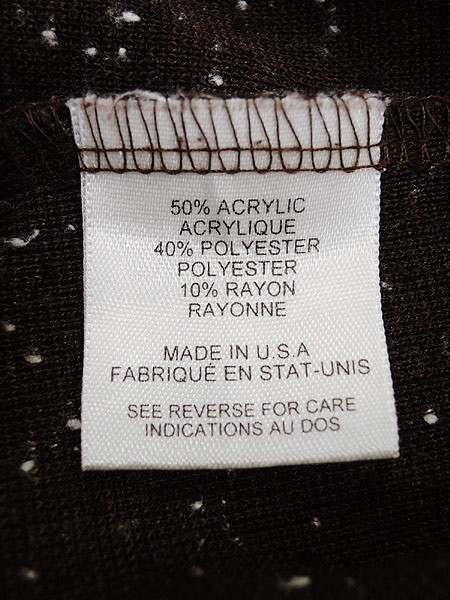 50% ACRYLIC
ACRYLIQUE
40% POLYESTER
POLYESTER
10% RAYON
RAYONNE
MADE IN U.S.A
FABRIQUÉ EN STAT-UNIS
SEE REVERSE FOR CARE
INDICATIONS AU DOS